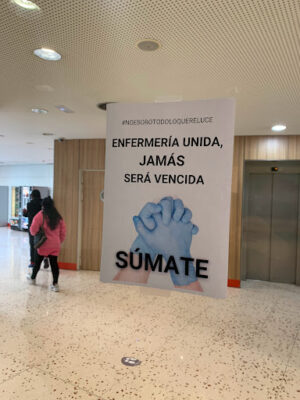 #NOESOROTODOLOQUERELUCE
ENFERMERÍA UNIDA,
JAMÁS
SERÁ VENCIDA
SÚMATE